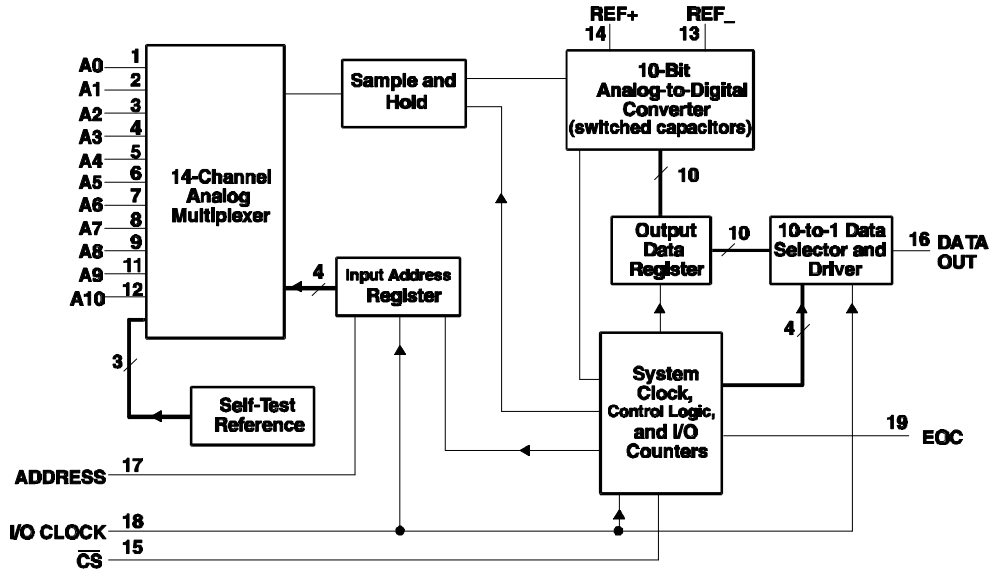 REF+ REF_
14 13
10-Bit
Analog-to-Digital
Converter
(switched capacitors)
Sample and
Hold
A0 1
A1 2
A2 3
A3 4
A4 5
A5 6
A6 7
A7 8
A8 9
A9 11
A10 12
14-Channel
Analog
Multiplexer
10
Output
Data
Register
10
10-to-1 Data
Selector and
Driver
16 DATA
OUT
4
Input Address
Register
4
3
Self-Test
Reference
System
Clock,
Control Logic,
and I/O
Counters
19 EOC
ADDRESS 17
I/O CLOCK 18
CS 15